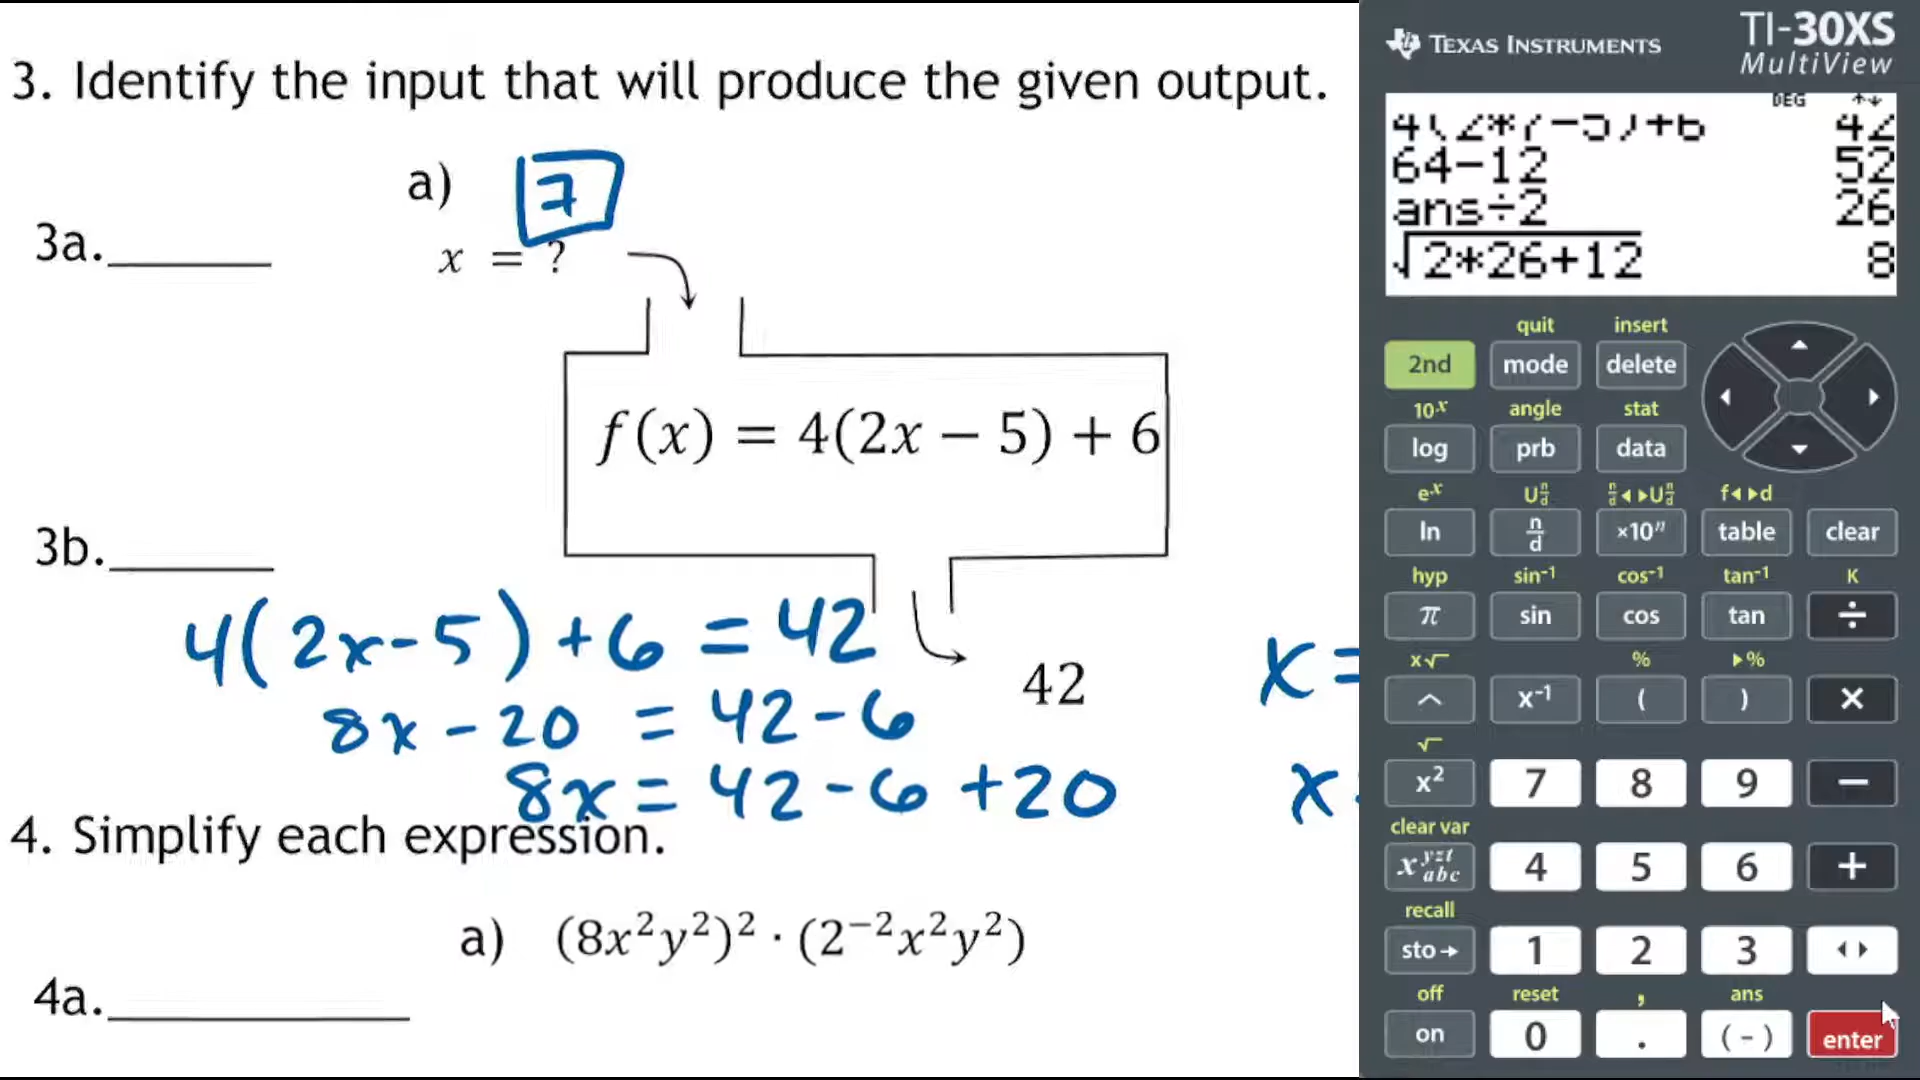 3. Identify the input that will produce the given output.
a)
7
3a.
x = ?
f(x) = 4(2x − 5) + 6
3b.
4(2x-5)+6 = 42
42
8x - 20 = 42-6
8x = 42-6+20
x=
x
4. Simplify each expression.
a) (8x²y²)² · (2⁻²x²y²)
4a.
TEXAS INSTRUMENTS
TI-30XS
MultiView
DEG
4(2*7-5)+6 42
64-12 52
ans÷2 26
√2*26+12 8
quit insert
2nd mode delete
10ˣ angle stat
log prb data
eˣ U n/d n/d ◂ ▸ U n/d f ◂ ▸ d
ln n/d ×10ⁿ table clear
hyp sin⁻¹ cos⁻¹ tan⁻¹ K
π sin cos tan ÷
ˣ√ % ▸%
^ x⁻¹ ( ) ×
√
x² 7 8 9 −
clear var
x yzt abc 4 5 6 +
recall
sto→ 1 2 3 ◂ ▸
off reset , ans
on 0 . (-) enter